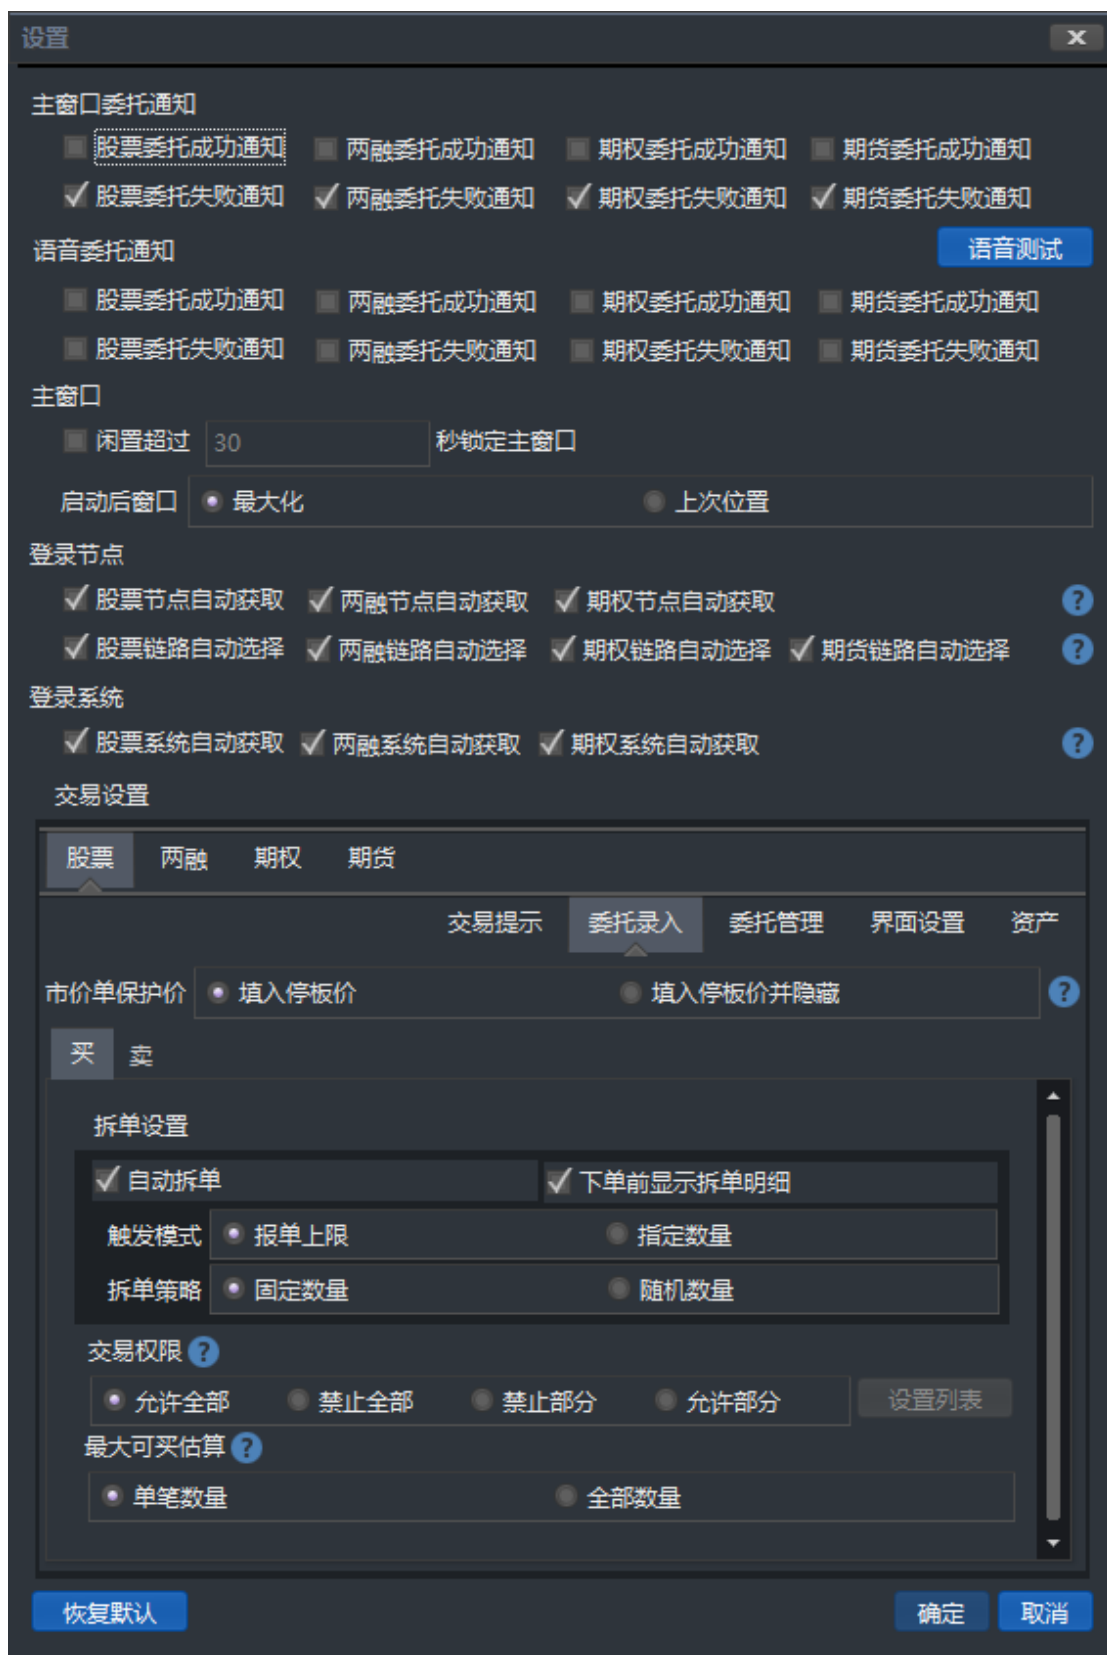 设置
主窗口委托通知
股票委托成功通知 两融委托成功通知 期权委托成功通知 期货委托成功通知
股票委托失败通知 两融委托失败通知 期权委托失败通知 期货委托失败通知
语音委托通知 语音测试
股票委托成功通知 两融委托成功通知 期权委托成功通知 期货委托成功通知
股票委托失败通知 两融委托失败通知 期权委托失败通知 期货委托失败通知
主窗口
闲置超过 30 秒锁定主窗口
启动后窗口 最大化 上次位置
登录节点
股票节点自动获取 两融节点自动获取 期权节点自动获取 ?
股票链路自动选择 两融链路自动选择 期权链路自动选择 期货链路自动选择 ?
登录系统
股票系统自动获取 两融系统自动获取 期权系统自动获取 ?
交易设置
股票 两融 期权 期货
交易提示 委托录入 委托管理 界面设置 资产
市价单保护价 填入停板价 填入停板价并隐藏 ?
买 卖
拆单设置
自动拆单 下单前显示拆单明细
触发模式 报单上限 指定数量
拆单策略 固定数量 随机数量
交易权限 ?
允许全部 禁止全部 禁止部分 允许部分 设置列表
最大可买估算 ?
单笔数量 全部数量
恢复默认 确定 取消